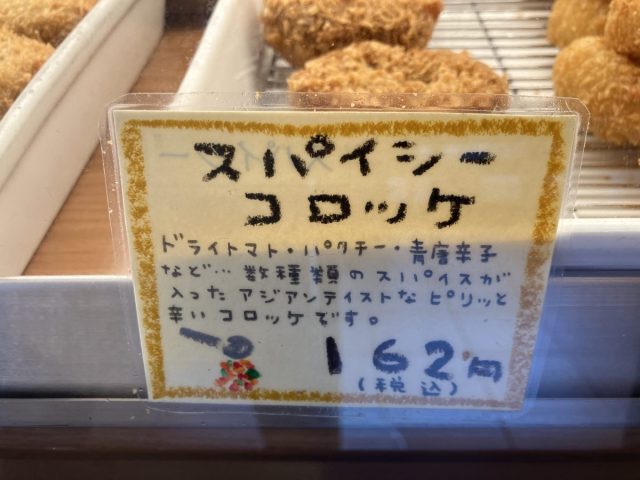 スパイシー
コロッケ
ドライトマト・パクチー・青唐辛子
など…数種類のスパイスが
入ったアジアンテイストなピリッと
辛いコロッケです。
一コ 162円
(税込)